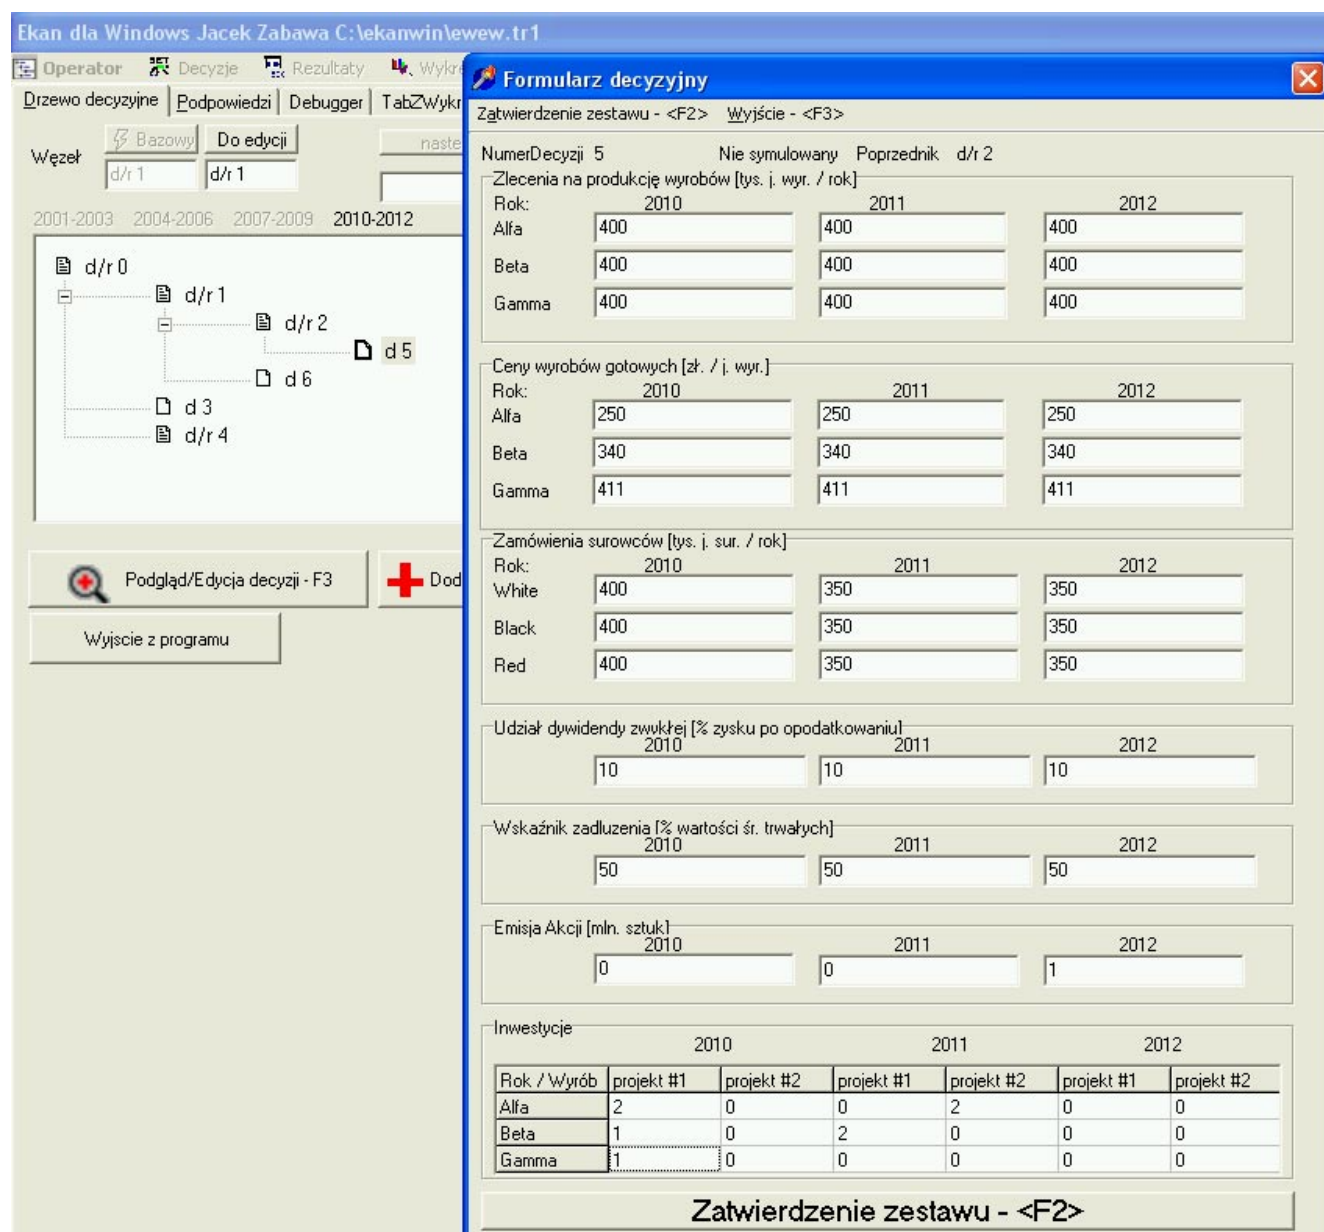 Ekan dla Windows Jacek Zabawa C:\ekanwin\ewew.tr1
Operator Decyzje Rezultaty Wykre
Drzewo decyzyjne Podpowiedzi Debugger TabZWykr
Węzeł Bazowy Do edycji naste
d/r 1 d/r 1
2001-2003 2004-2006 2007-2009 2010-2012
d/r 0
d/r 1
d/r 2
d 5
d 6
d 3
d/r 4
Podgląd/Edycja decyzji - F3 Dod
Wyjscie z programu
Formularz decyzyjny
Zatwierdzenie zestawu - <F2> Wyjście - <F3>
NumerDecyzji 5 Nie symulowany Poprzednik d/r 2
Zlecenia na produkcję wyrobów [tys. j. wyr. / rok]
Rok: 2010 2011 2012
Alfa 400 400 400
Beta 400 400 400
Gamma 400 400 400
Ceny wyrobów gotowych [zł. / j. wyr.]
Rok: 2010 2011 2012
Alfa 250 250 250
Beta 340 340 340
Gamma 411 411 411
Zamówienia surowców [tys. j. sur. / rok]
Rok: 2010 2011 2012
White 400 350 350
Black 400 350 350
Red 400 350 350
Udział dywidendy zwykłej [% zysku po opodatkowaniu]
2010 2011 2012
10 10 10
Wskaźnik zadluzenia [% wartości śr. trwałych]
2010 2011 2012
50 50 50
Emisja Akcji [mln. sztuk]
2010 2011 2012
0 0 1
Inwestycje
2010 2011 2012
Rok / Wyrób projekt #1 projekt #2 projekt #1 projekt #2 projekt #1 projekt #2
Alfa 2 0 0 2 0 0
Beta 1 0 2 0 0 0
Gamma 1 0 0 0 0 0
Zatwierdzenie zestawu - <F2>